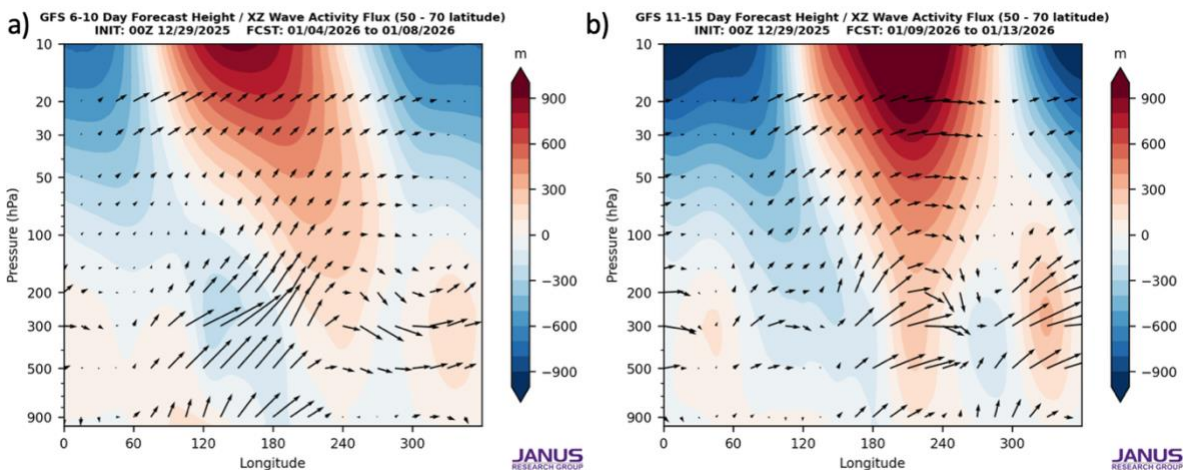 a)
GFS 6-10 Day Forecast Height / XZ Wave Activity Flux (50 - 70 latitude)
INIT: 00Z 12/29/2025 FCST: 01/04/2026 to 01/08/2026
10
20
30
50
100
200
300
500
900
Pressure (hPa)
0
60
120
180
240
300
Longitude
m
900
600
300
0
−300
−600
−900
JANUS
RESEARCH GROUP
b)
GFS 11-15 Day Forecast Height / XZ Wave Activity Flux (50 - 70 latitude)
INIT: 00Z 12/29/2025 FCST: 01/09/2026 to 01/13/2026
10
20
30
50
100
200
300
500
900
Pressure (hPa)
0
60
120
180
240
300
Longitude
m
900
600
300
0
−300
−600
−900
JANUS
RESEARCH GROUP